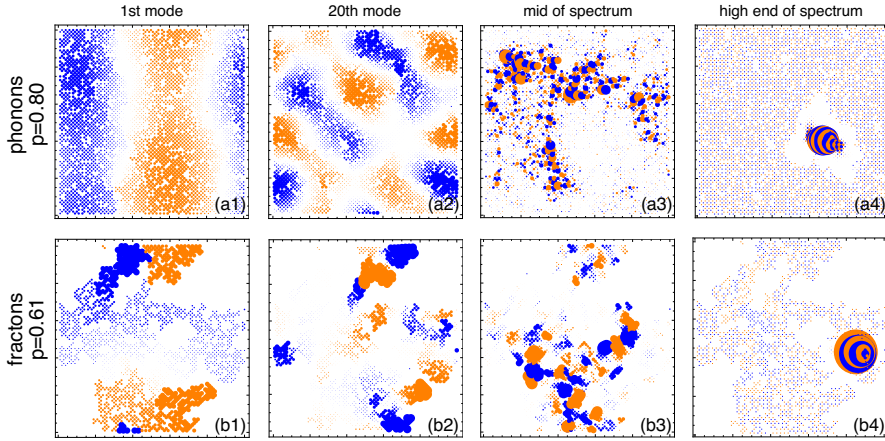 1st mode
20th mode
mid of spectrum
high end of spectrum
phonons
p=0.80
(a1)
(a2)
(a3)
(a4)
fractons
p=0.61
(b1)
(b2)
(b3)
(b4)